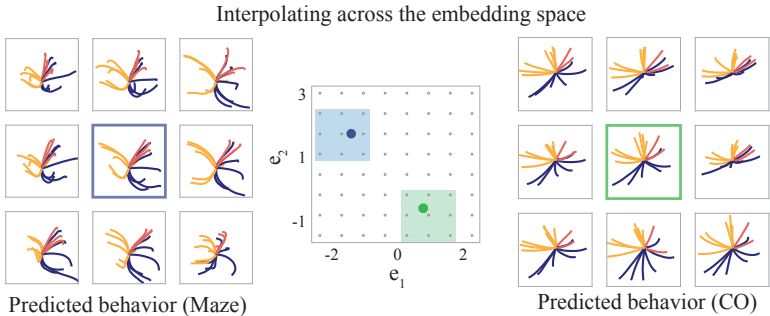 Interpolating across the embedding space
3
e2
1
-1
-2
0
2
e1
Predicted behavior (Maze)
Predicted behavior (CO)